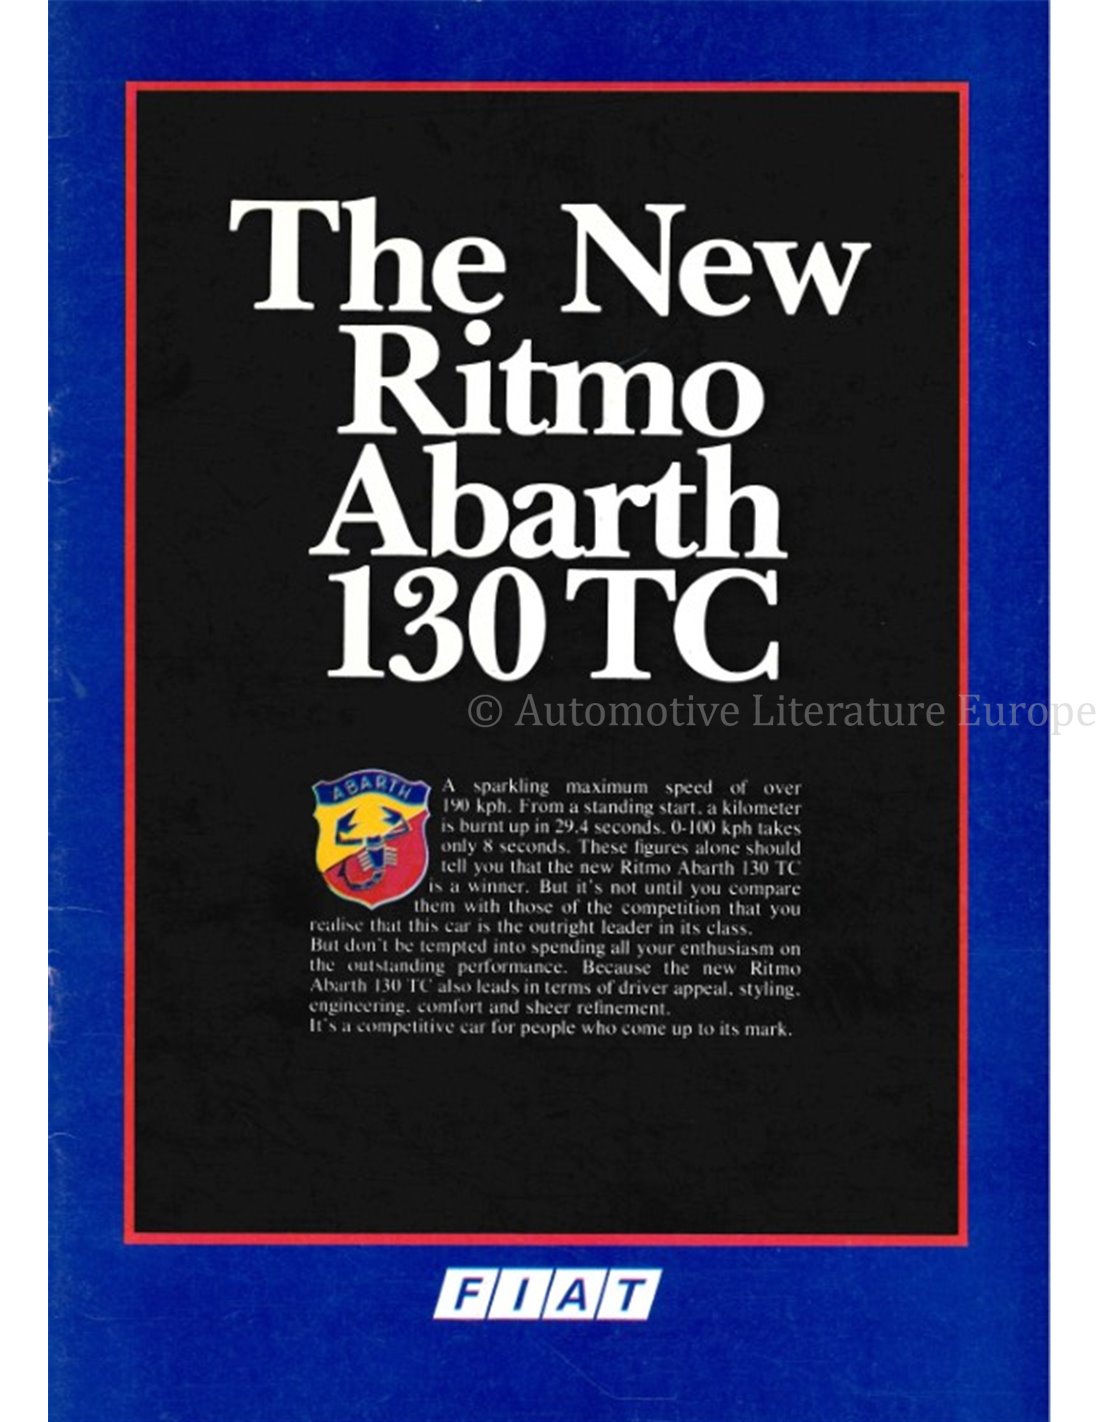 The New
Ritmo
Abarth
130 TC
© Automotive Literature Europe
ABARTH
A sparkling maximum speed of over
190 kph. From a standing start, a kilometer
is burnt up in 29.4 seconds. 0-100 kph takes
only 8 seconds. These figures alone should
tell you that the new Ritmo Abarth 130 TC
is a winner. But it's not until you compare
them with those of the competition that you
realise that this car is the outright leader in its class.
But don't be tempted into spending all your enthusiasm on
the outstanding performance. Because the new Ritmo
Abarth 130 TC also leads in terms of driver appeal, styling,
engineering, comfort and sheer refinement.
It's a competitive car for people who come up to its mark.
FIAT